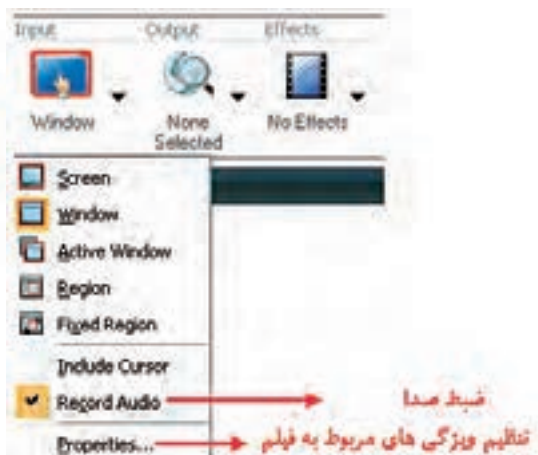 Input Output Effects
Window None Selected No Effects
Screen
Window
Active Window
Region
Fixed Region
Include Cursor
Record Audio ضبط صدا
Properties... تنظیم ویژگی های مربوط به فیلم